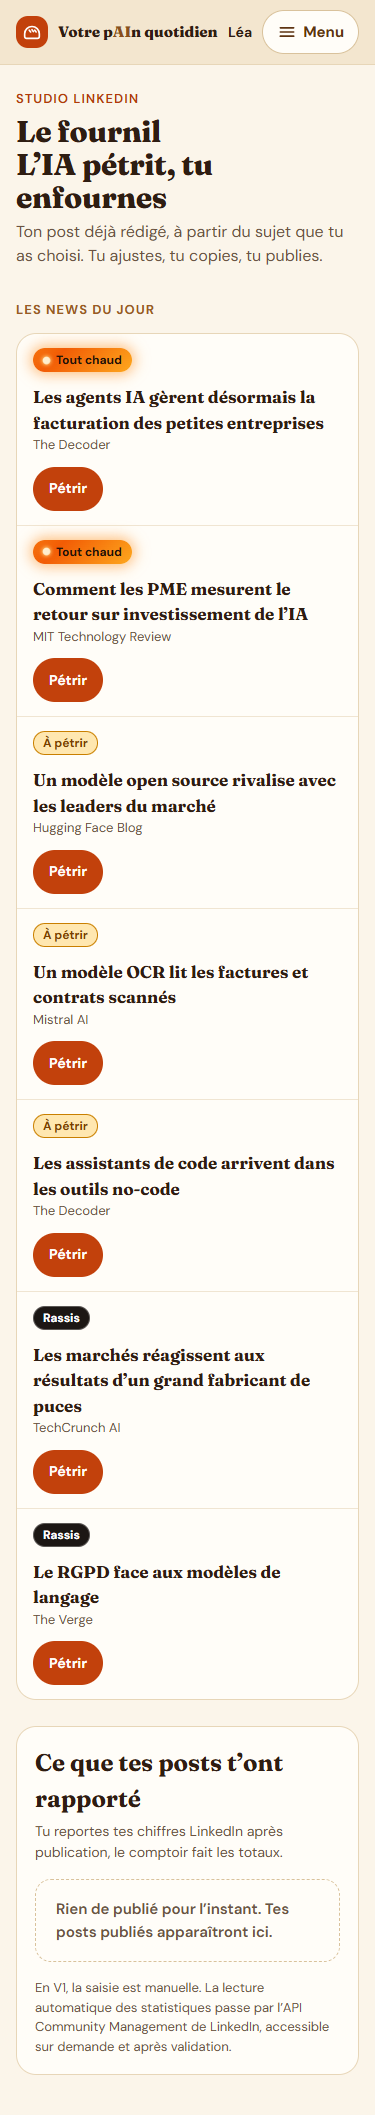 Votre pAIn quotidien Léa Menu
STUDIO LINKEDIN
Le fournil
L’IA pétrit, tu
enfournes
Ton post déjà rédigé, à partir du sujet que tu
as choisi. Tu ajustes, tu copies, tu publies.
LES NEWS DU JOUR
Tout chaud
Les agents IA gèrent désormais la
facturation des petites entreprises
The Decoder
Pétrir
Tout chaud
Comment les PME mesurent le
retour sur investissement de l’IA
MIT Technology Review
Pétrir
À pétrir
Un modèle open source rivalise avec
les leaders du marché
Hugging Face Blog
Pétrir
À pétrir
Un modèle OCR lit les factures et
contrats scannés
Mistral AI
Pétrir
À pétrir
Les assistants de code arrivent dans
les outils no-code
The Decoder
Pétrir
Rassis
Les marchés réagissent aux
résultats d’un grand fabricant de
puces
TechCrunch AI
Pétrir
Rassis
Le RGPD face aux modèles de
langage
The Verge
Pétrir
Ce que tes posts t’ont
rapporté
Tu reportes tes chiffres LinkedIn après
publication, le comptoir fait les totaux.
Rien de publié pour l’instant. Tes
posts publiés apparaîtront ici.
En V1, la saisie est manuelle. La lecture
automatique des statistiques passe par l’API
Community Management de LinkedIn, accessible
sur demande et après validation.